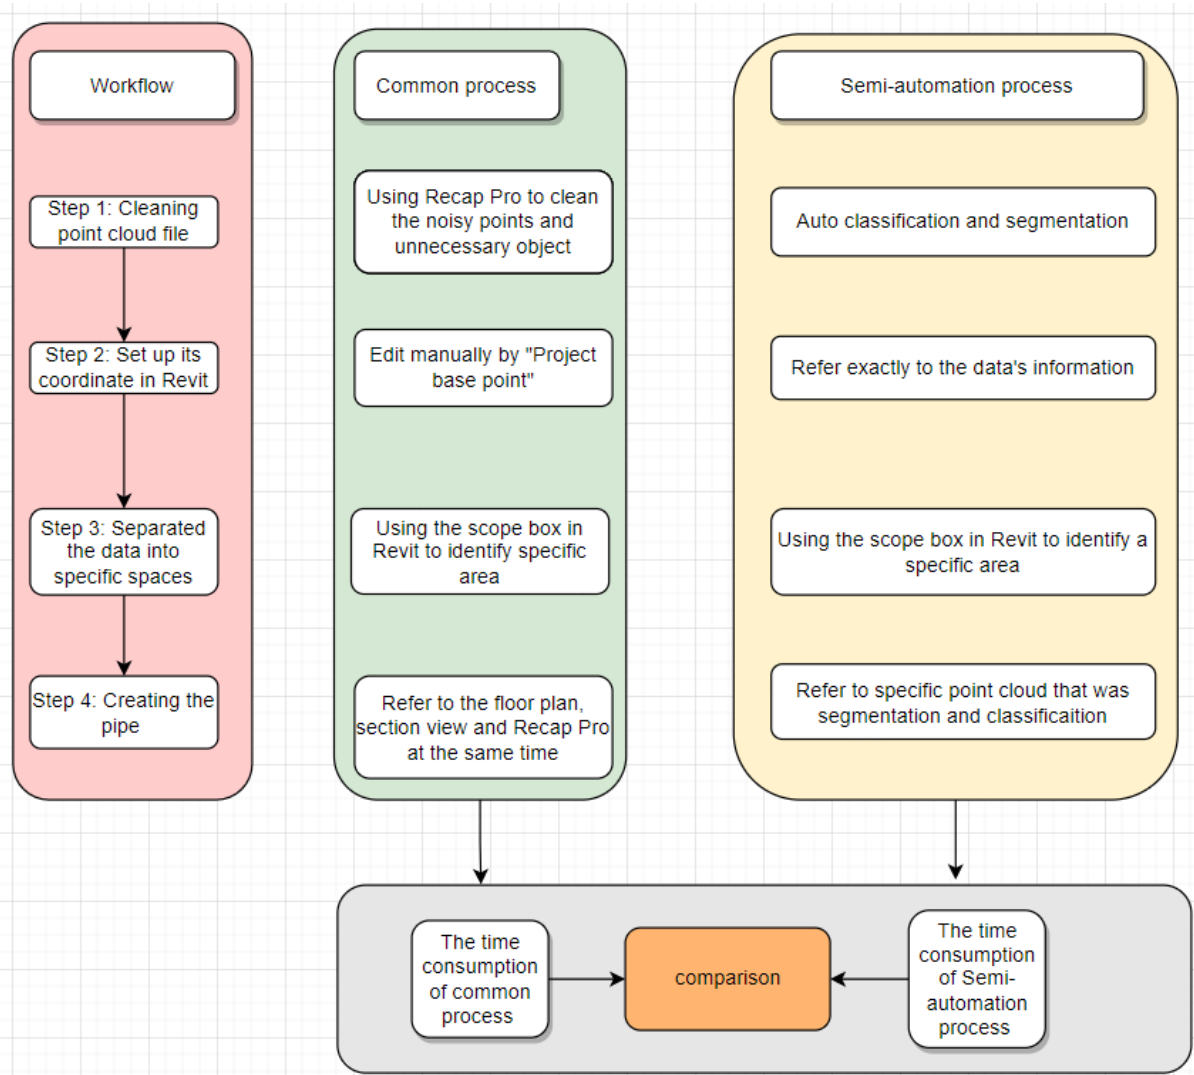 Workflow
Step 1: Cleaning
point cloud file
Step 2: Set up its
coordinate in Revit
Step 3: Separated
the data into
specific spaces
Step 4: Creating the
pipe
Common process
Using Recap Pro to clean
the noisy points and
unnecessary object
Edit manually by "Project
base point"
Using the scope box in
Revit to identify specific
area
Refer to the floor plan,
section view and Recap Pro
at the same time
Semi-automation process
Auto classification and segmentation
Refer exactly to the data's information
Using the scope box in Revit to identify a
specific area
Refer to specific point cloud that was
segmentation and classificaition
The time
consumption
of common
process
comparison
The time
consumption
of Semi-
automation
process